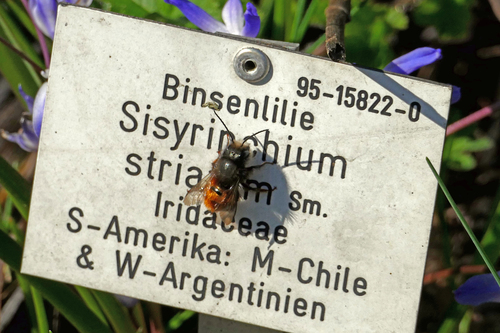 Binsenlilie 95-15822-0
Sisyrinchium
striatum Sm.
Iridaceae
S-Amerika: M-Chile
& W-Argentinien